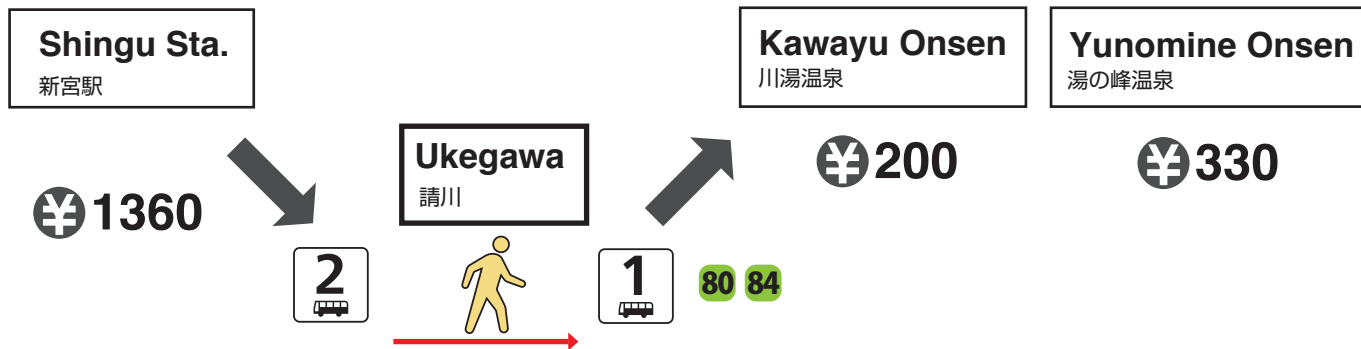 Shingu Sta.
新宮駅
¥1360
Ukegawa
請川
2
1
80 84
Kawayu Onsen
川湯温泉
¥200
Yunomine Onsen
湯の峰温泉
¥330